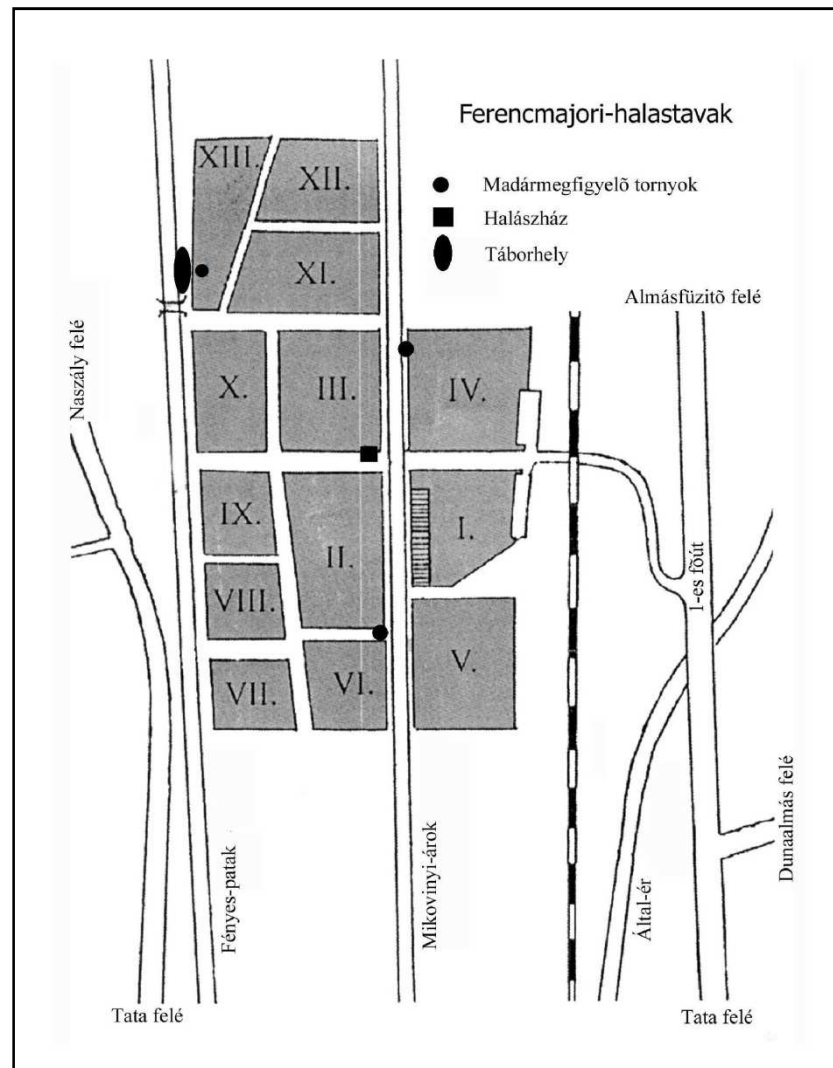 Ferencmajori-halastavak
Madármegfigyelõ tornyok
Halászház
Táborhely
XIII.
XII.
XI.
Almásfüzitõ felé
Naszály felé
X.
III.
IV.
IX.
II.
I.
1-es fõút
VIII.
VII.
VI.
V.
Fényes-patak
Mikovinyi-árok
Által-ér
Dunaalmás felé
Tata felé
Tata felé